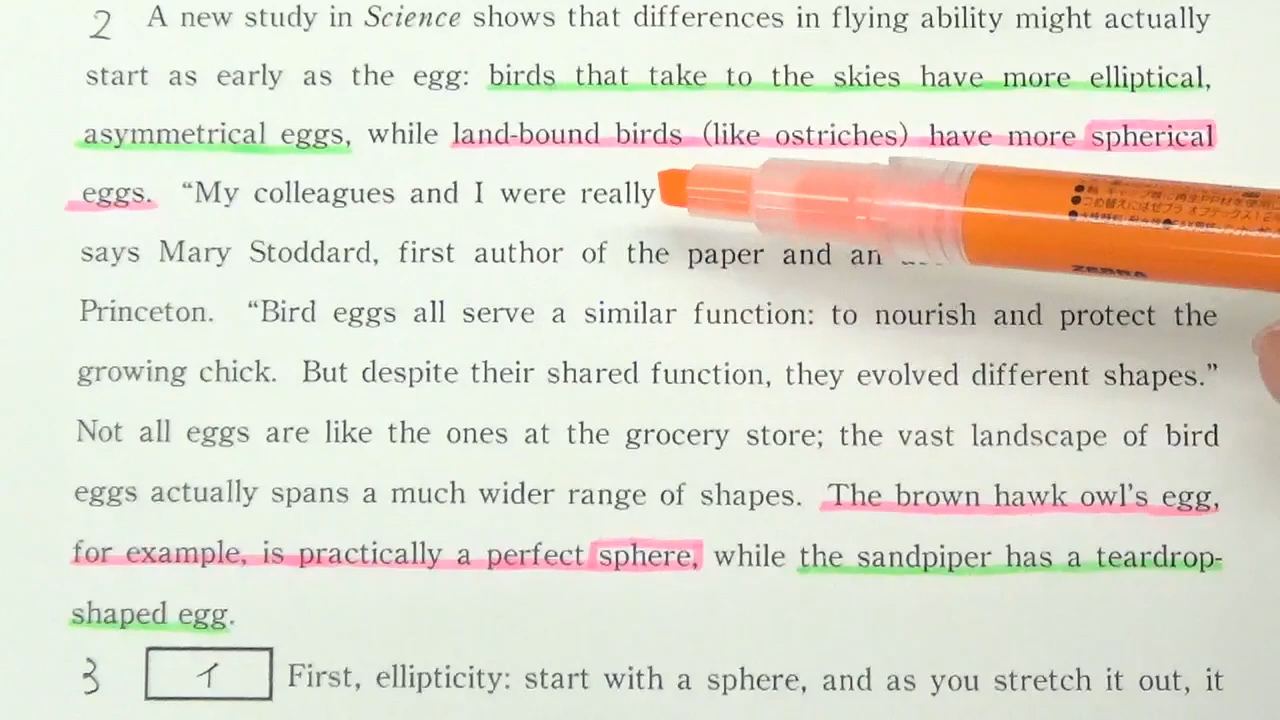 2 A new study in Science shows that differences in flying ability might actually
start as early as the egg: birds that take to the skies have more elliptical,
asymmetrical eggs, while land-bound birds (like ostriches) have more spherical
eggs. “My colleagues and I were really
says Mary Stoddard, first author of the paper and an
Princeton. “Bird eggs all serve a similar function: to nourish and protect the
growing chick. But despite their shared function, they evolved different shapes.”
Not all eggs are like the ones at the grocery store; the vast landscape of bird
eggs actually spans a much wider range of shapes. The brown hawk owl's egg,
for example, is practically a perfect sphere, while the sandpiper has a teardrop-
shaped egg.
3 イ First, ellipticity: start with a sphere, and as you stretch it out, it
ZEBRA